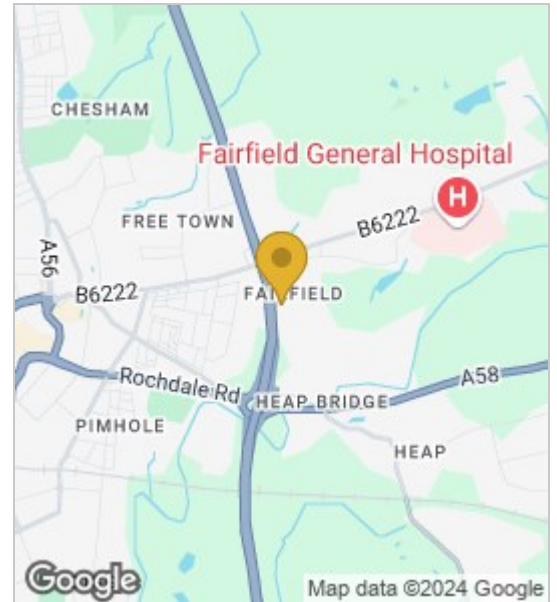 CHESHAM
Fairfield General Hospital
H
FREE TOWN
B6222
A56
FAIRFIELD
B6222
A58
Rochdale Rd
HEAP BRIDGE
PIMHOLE
HEAP
Google
Map data ©2024 Google